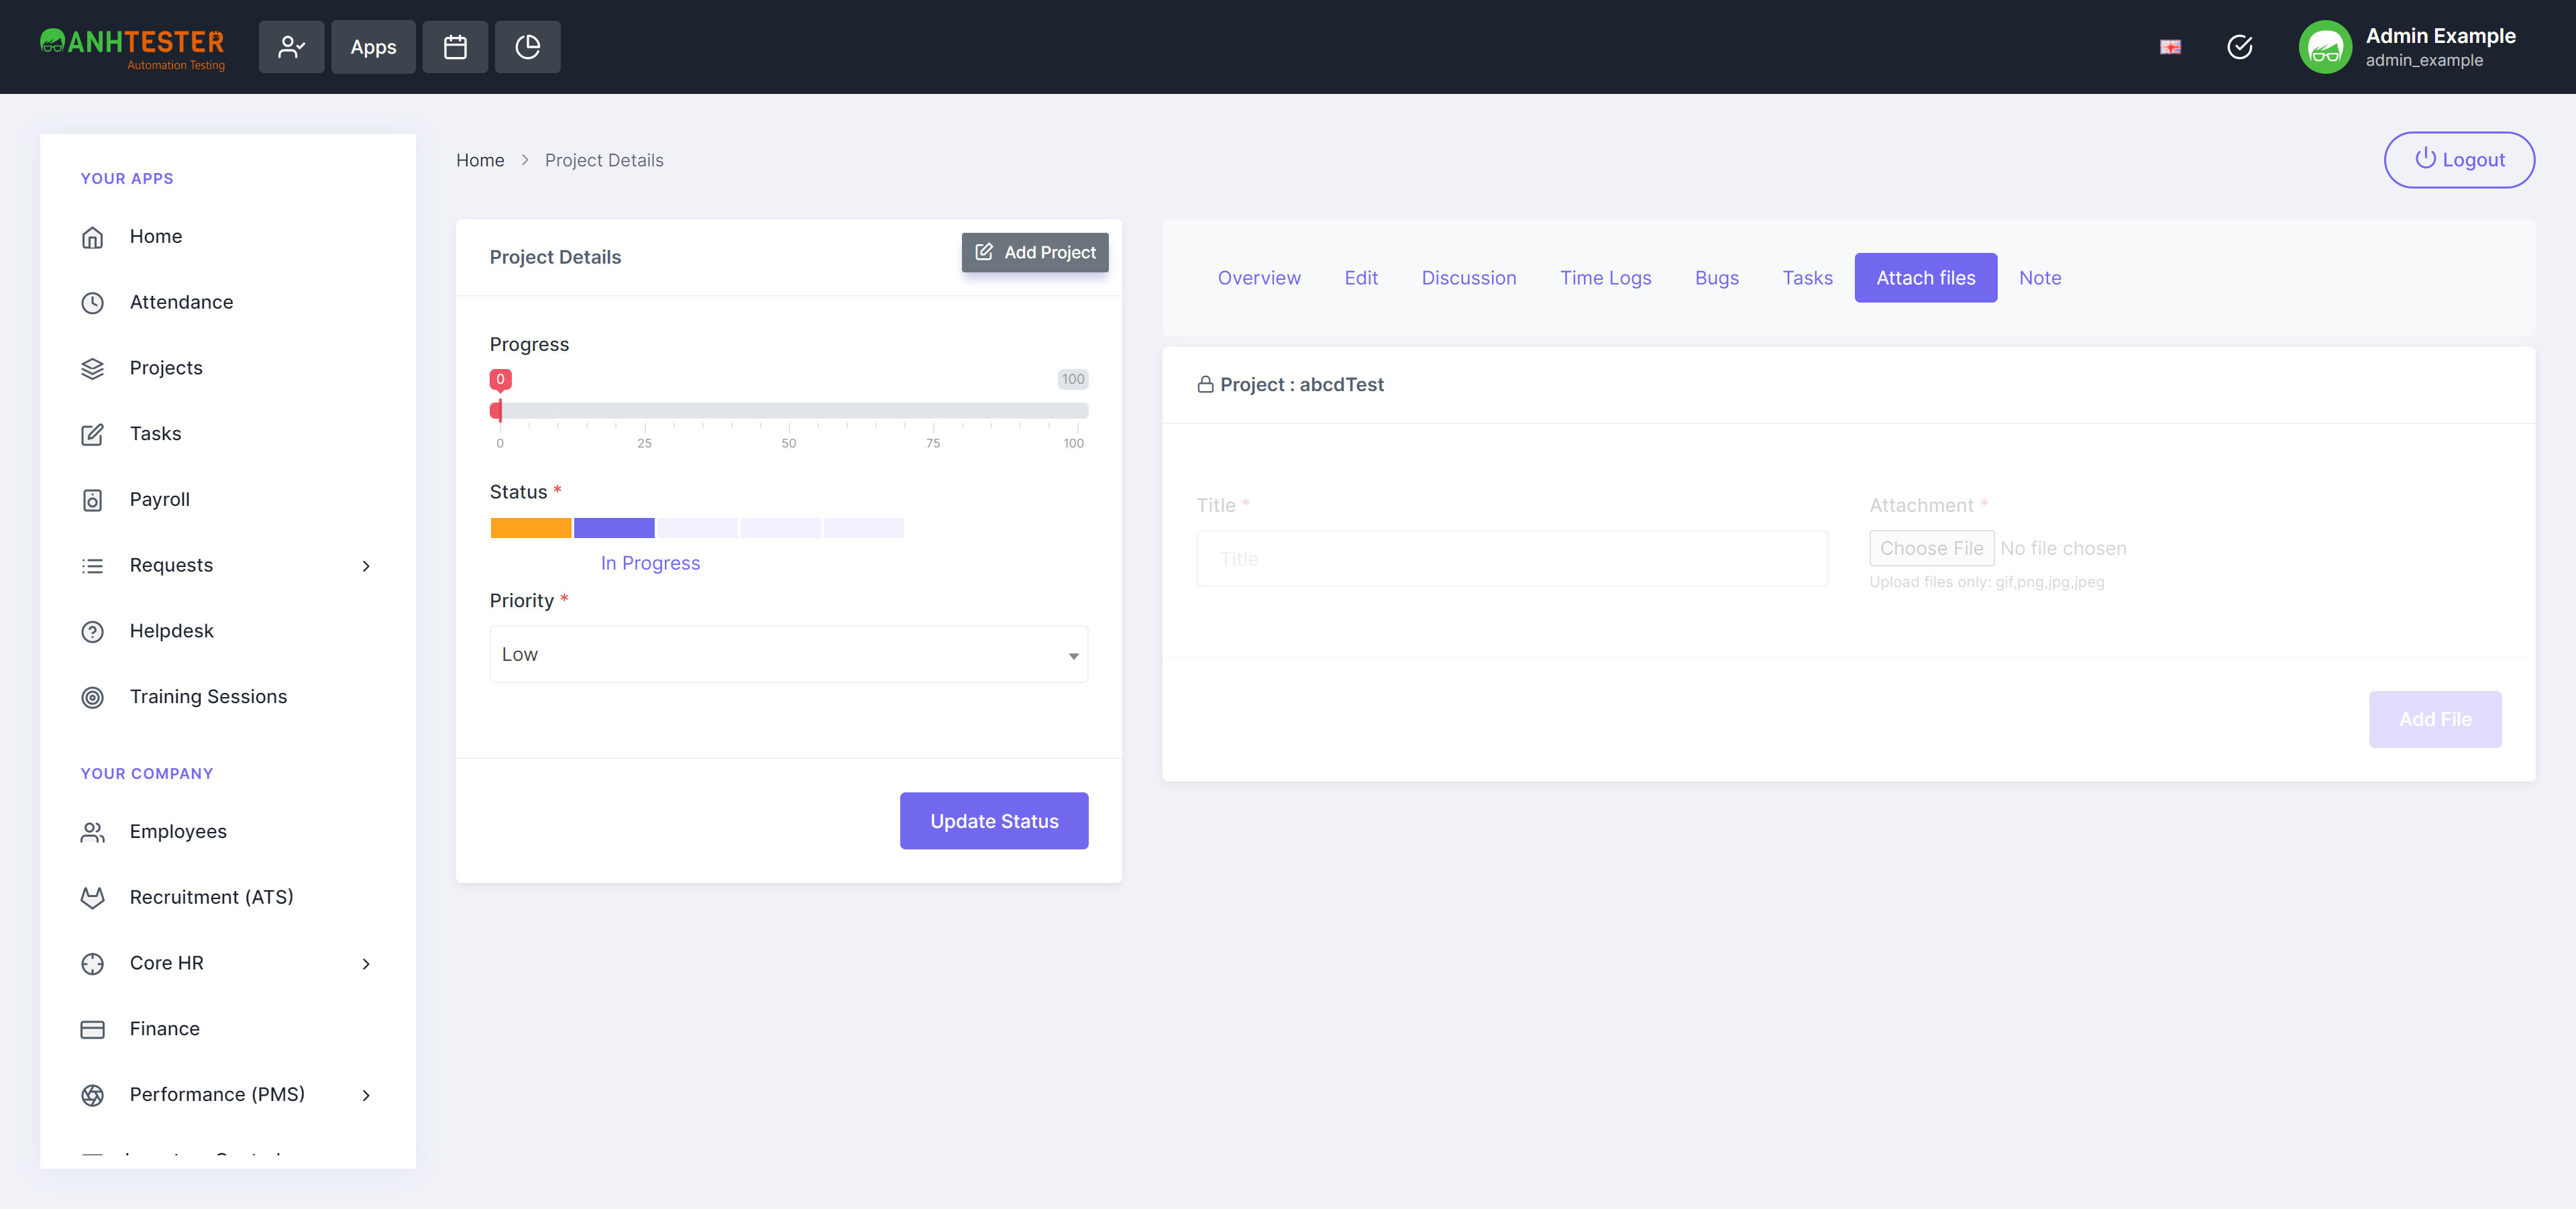 ANHTESTER
Automation Testing
Apps
Admin Example
admin_example
YOUR APPS
Home
Attendance
Projects
Tasks
Payroll
Requests
Helpdesk
Training Sessions
YOUR COMPANY
Employees
Recruitment (ATS)
Core HR
Finance
Performance (PMS)
Home > Project Details
Logout
Project Details
Add Project
Progress
0 100
0 25 50 75 100
Status *
In Progress
Priority *
Low
Update Status
Overview Edit Discussion Time Logs Bugs Tasks Attach files Note
Project : abcdTest
Title *
Title
Attachment *
Choose File No file chosen
Upload files only: gif,png,jpg,jpeg
Add File